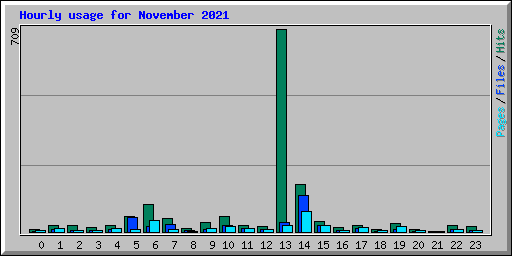 Hourly usage for November 2021
709
Pages/Files/Hits
0 1 2 3 4 5 6 7 8 9 10 11 12 13 14 15 16 17 18 19 20 21 22 23